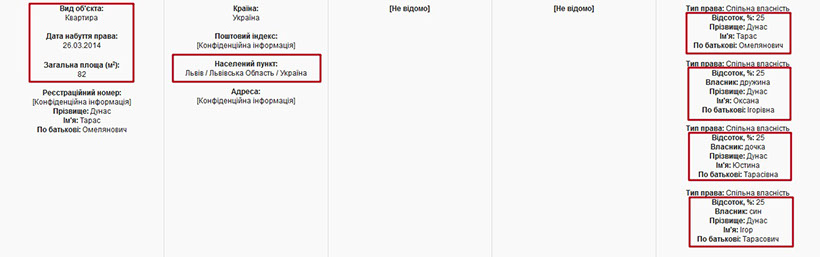 Вид об'єкта:
Квартира
Дата набуття права:
26.03.2014
Загальна площа (м²):
82
Реєстраційний номер:
[Конфіденційна інформація]
Прізвище: Дунас
Ім'я: Тарас
По батькові: Омелянович
Країна:
Україна
Поштовий індекс:
[Конфіденційна інформація]
Населений пункт:
Львів / Львівська Область / Україна
Адреса:
[Конфіденційна інформація]
[Не відомо]
[Не відомо]
Тип права: Спільна власність
Відсоток, %: 25
Прізвище: Дунас
Ім'я: Тарас
По батькові: Омелянович
Тип права: Спільна власність
Відсоток, %: 25
Власник: дружина
Прізвище: Дунас
Ім'я: Оксана
По батькові: Ігорівна
Тип права: Спільна власність
Відсоток, %: 25
Власник: дочка
Прізвище: Дунас
Ім'я: Юстина
По батькові: Тарасівна
Тип права: Спільна власність
Відсоток, %: 25
Власник: син
Прізвище: Дунас
Ім'я: Ігор
По батькові: Тарасович